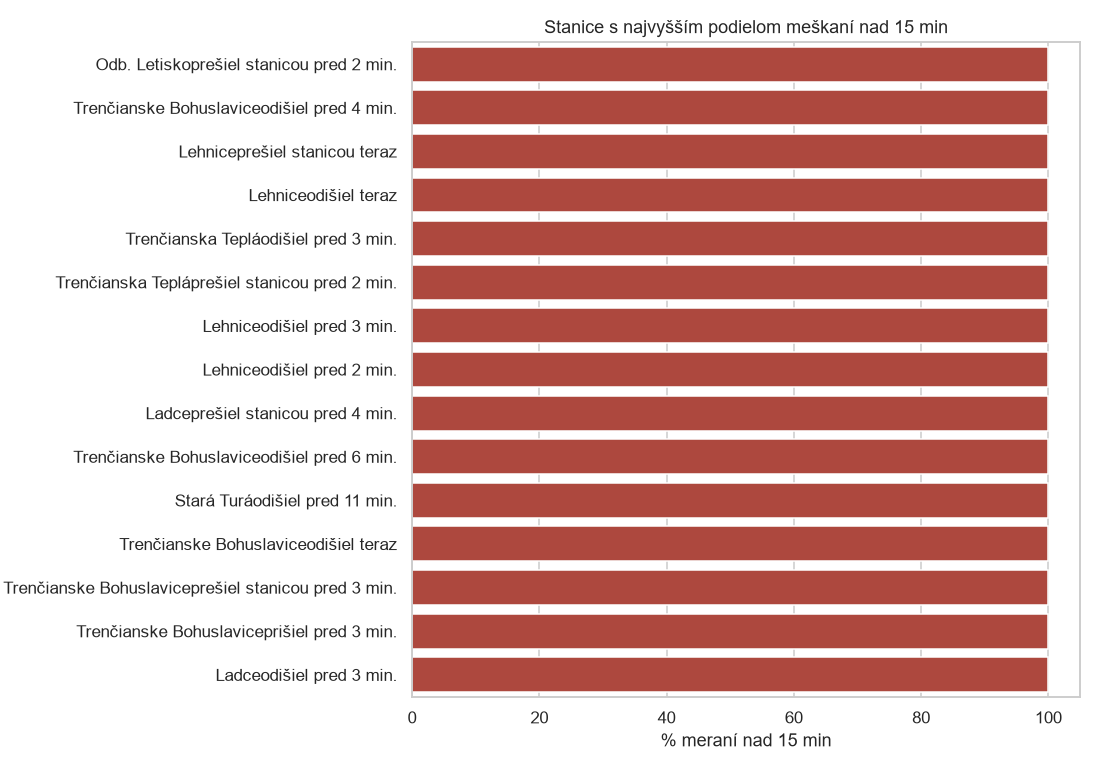 Stanice s najvyšším podielom meškaní nad 15 min
Odb. Letiskoprešiel stanicou pred 2 min.
Trenčianske Bohuslaviceodišiel pred 4 min.
Lehniceprešiel stanicou teraz
Lehniceodišiel teraz
Trenčianska Tepláodišiel pred 3 min.
Trenčianska Tepláprešiel stanicou pred 2 min.
Lehniceodišiel pred 3 min.
Lehniceodišiel pred 2 min.
Ladceprešiel stanicou pred 4 min.
Trenčianske Bohuslaviceodišiel pred 6 min.
Stará Turáodišiel pred 11 min.
Trenčianske Bohuslaviceodišiel teraz
Trenčianske Bohuslaviceprešiel stanicou pred 3 min.
Trenčianske Bohuslaviceprišiel pred 3 min.
Ladceodišiel pred 3 min.
0 20 40 60 80 100
% meraní nad 15 min